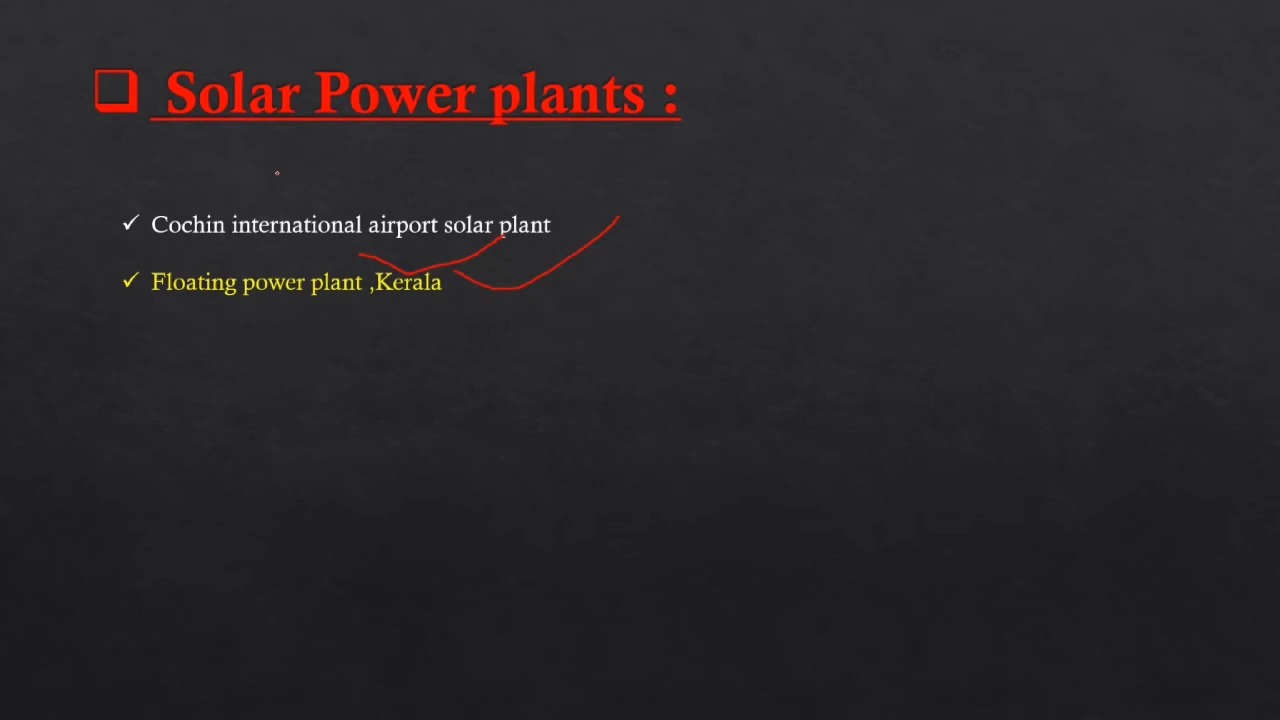 Solar Power plants :
Cochin international airport solar plant
Floating power plant ,Kerala